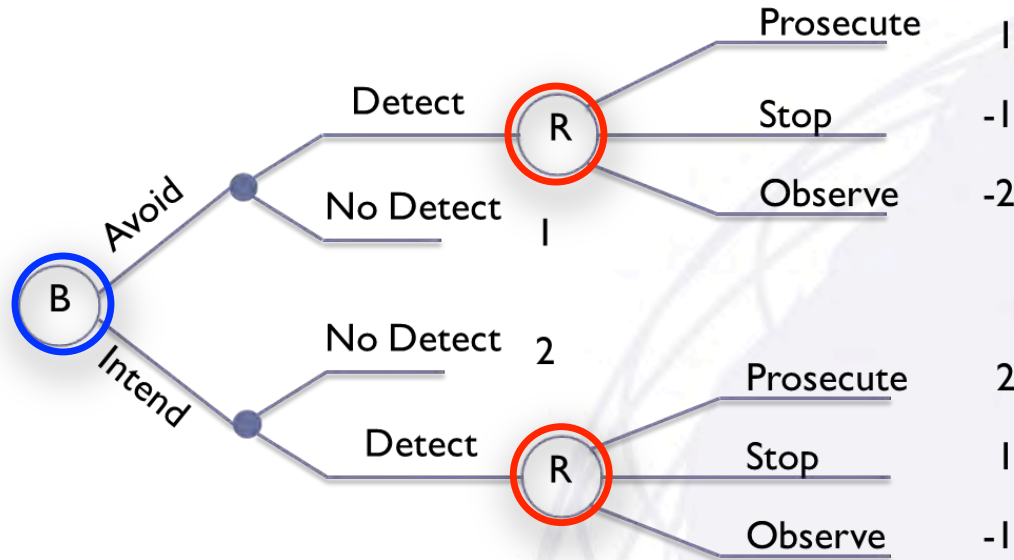 Prosecute 1
Detect
R
Stop -1
Avoid
No Detect
Observe -2
1
B
No Detect 2
Intend
Prosecute 2
Detect
R
Stop 1
Observe -1